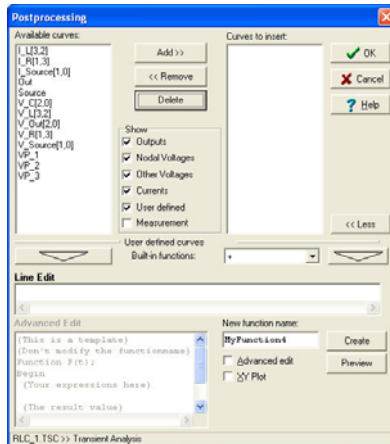 Postprocessing
Available curves:
I_L[3,2]
I_R[1,3]
I_Source[1,0]
Out
Source
V_C[2,0]
V_L[3,2]
V_Out[2,0]
V_R[1,3]
V_Source[1,0]
VP_1
VP_2
VP_3
Add >>
<< Remove
Delete
Show
Outputs
Nodal Voltages
Other Voltages
Currents
User defined
Measurement
Curves to insert:
OK
Cancel
Help
<< Less
User defined curves
Built-in functions:
+
Line Edit
Advanced Edit
{This is a template}
{Don't modify the functionname}
Function F(t);
Begin
{Your expressions here}
{The result value}
New function name:
MyFunction4
Advanced edit
XY Plot
Create
Preview
RLC_1.TSC >> Transient Analysis